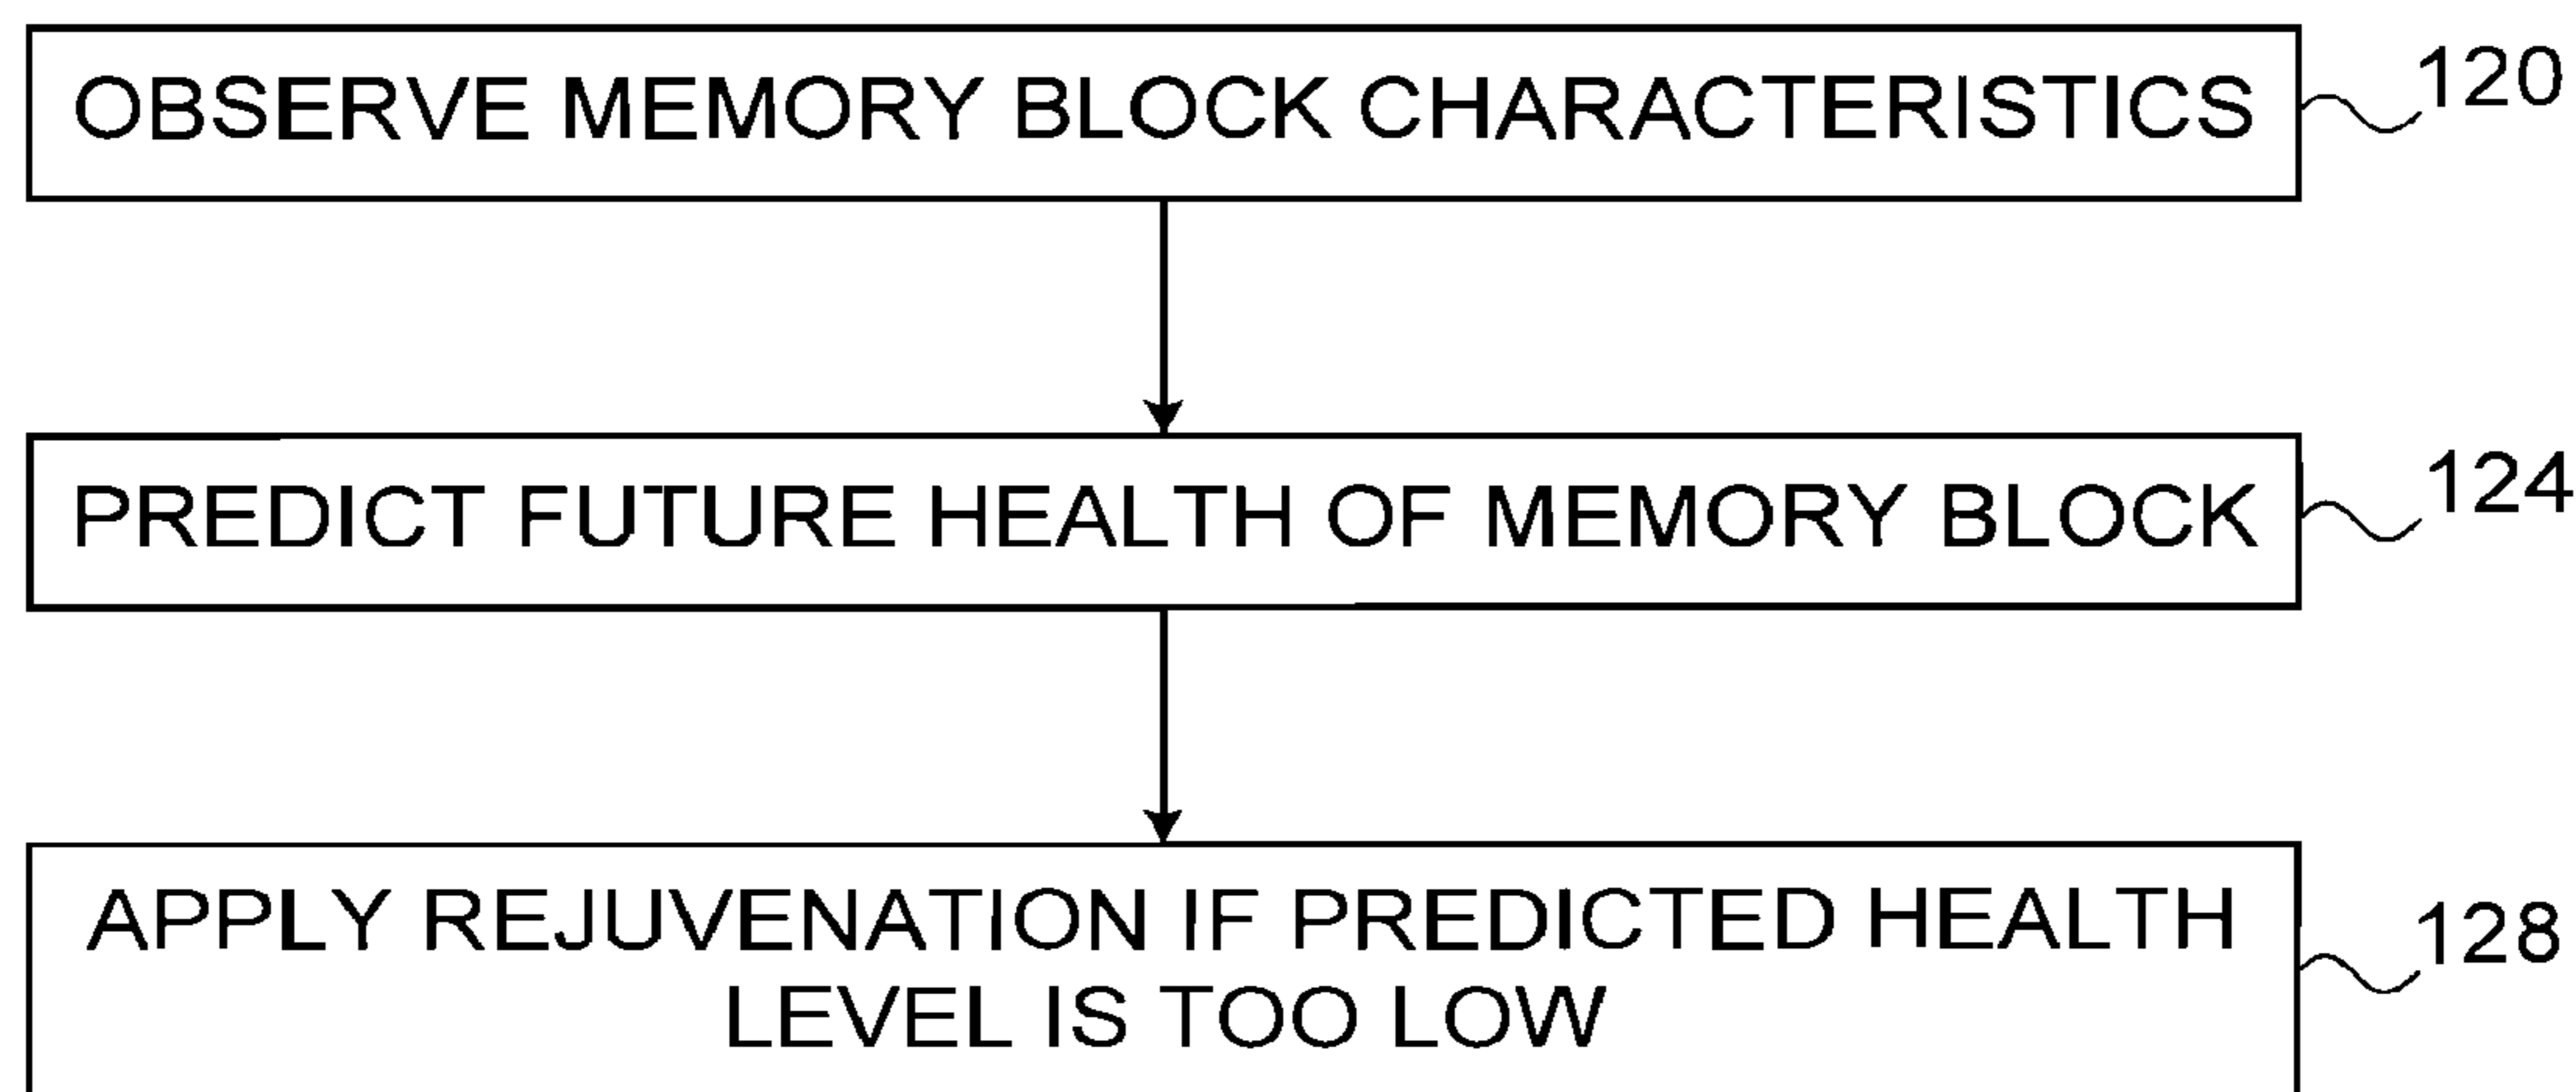 OBSERVE MEMORY BLOCK CHARACTERISTICS
120
PREDICT FUTURE HEALTH OF MEMORY BLOCK
124
APPLY REJUVENATION IF PREDICTED HEALTH
LEVEL IS TOO LOW
128